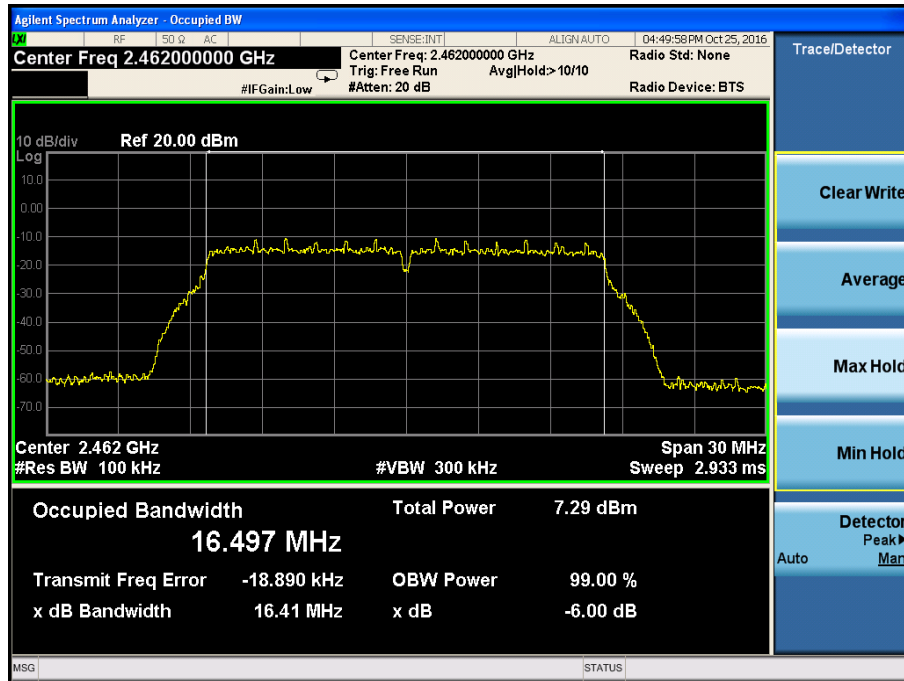 Agilent Spectrum Analyzer - Occupied BW
LXI RF 50 Ω AC SENSE:INT ALIGN AUTO 04:49:58 PM Oct 25, 2016
Center Freq 2.462000000 GHz
Center Freq: 2.462000000 GHz
Radio Std: None
Trig: Free Run Avg|Hold:> 10/10
#IFGain:Low
#Atten: 20 dB
Radio Device: BTS
Trace/Detector
10 dB/div Ref 20.00 dBm
Log
10.0
0.00
-10.0
-20.0
-30.0
-40.0
-50.0
-60.0
-70.0
Center 2.462 GHz Span 30 MHz
#Res BW 100 kHz #VBW 300 kHz Sweep 2.933 ms
Occupied Bandwidth Total Power 7.29 dBm
16.497 MHz
Transmit Freq Error -18.890 kHz OBW Power 99.00 %
x dB Bandwidth 16.41 MHz x dB -6.00 dB
Clear Write
Average
Max Hold
Min Hold
Detector
Peak▶
Auto Man
MSG STATUS